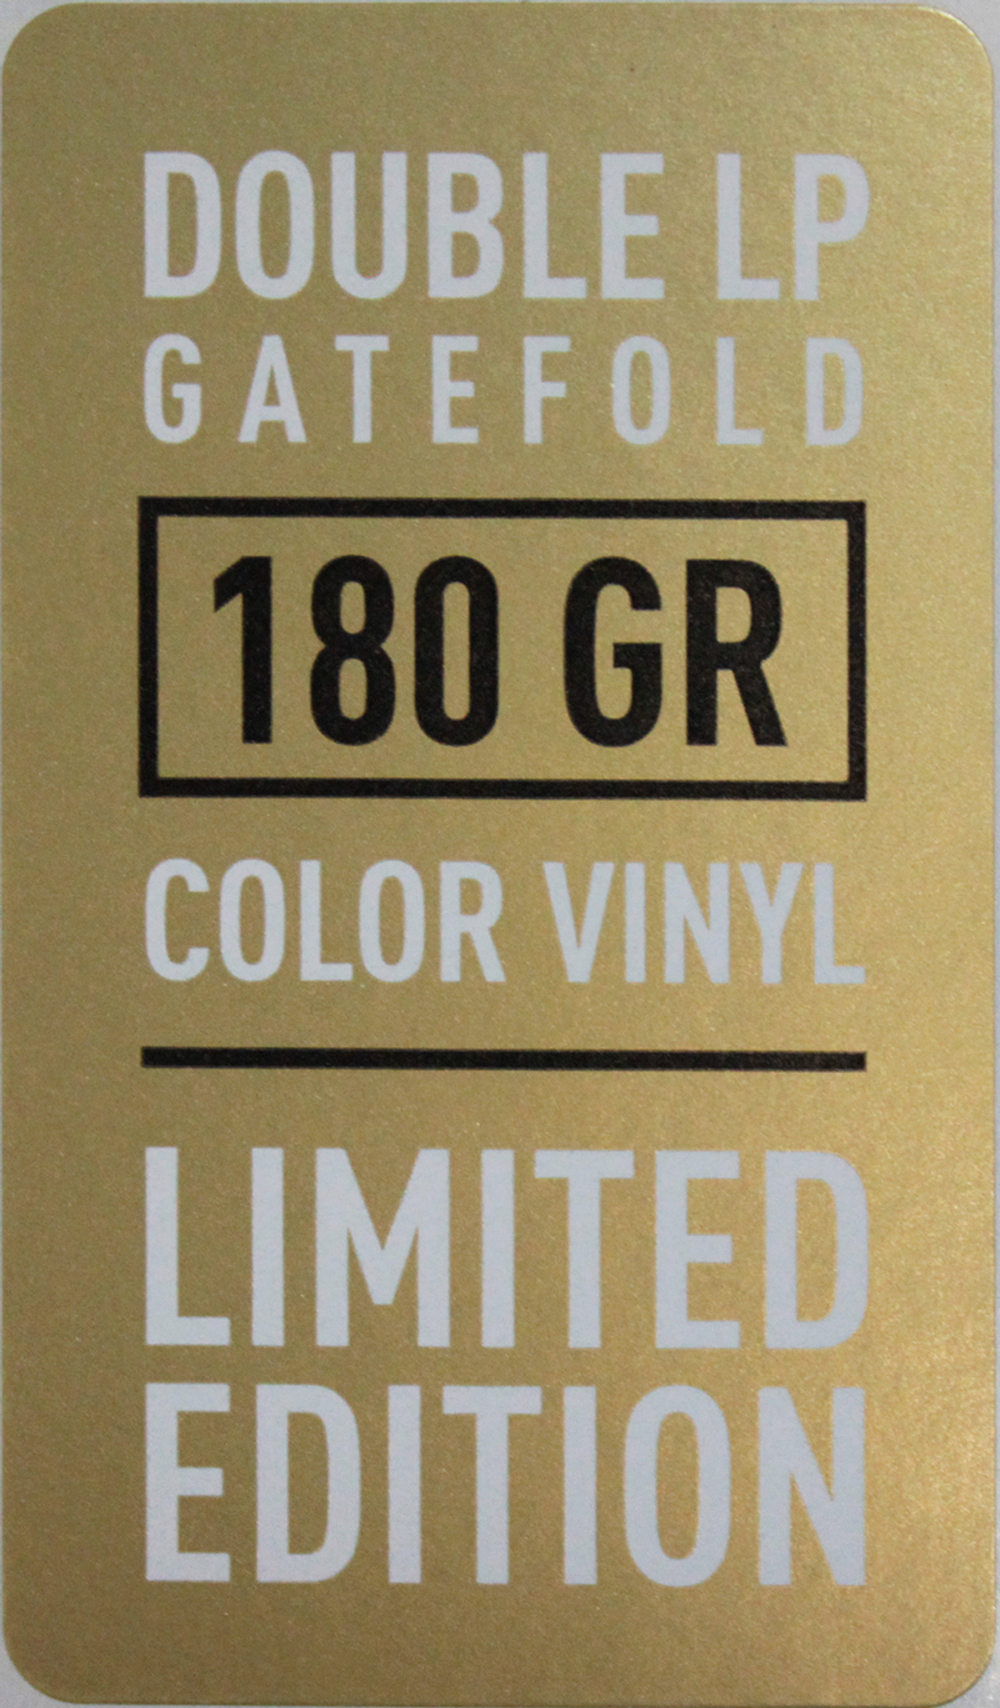 DOUBLE LP
GATEFOLD
180 GR
COLOR VINYL
LIMITED
EDITION